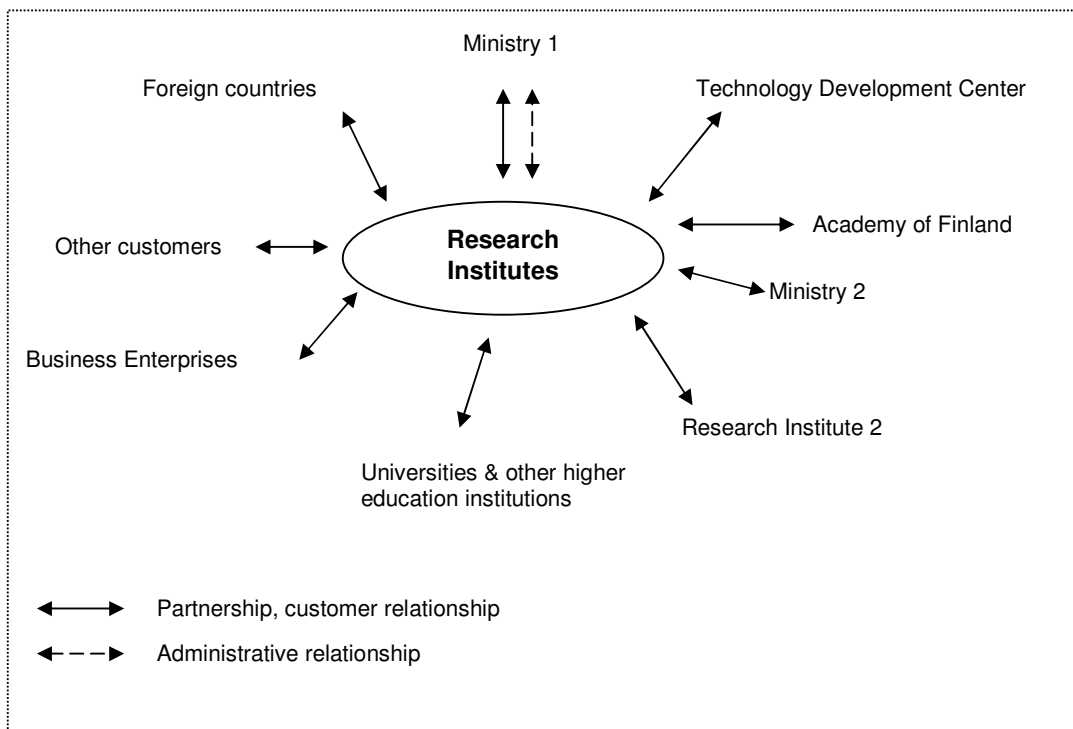 Ministry 1
Foreign countries
Technology Development Center
Other customers
Research
Institutes
Academy of Finland
Ministry 2
Business Enterprises
Research Institute 2
Universities & other higher
education institutions
Partnership, customer relationship
Administrative relationship